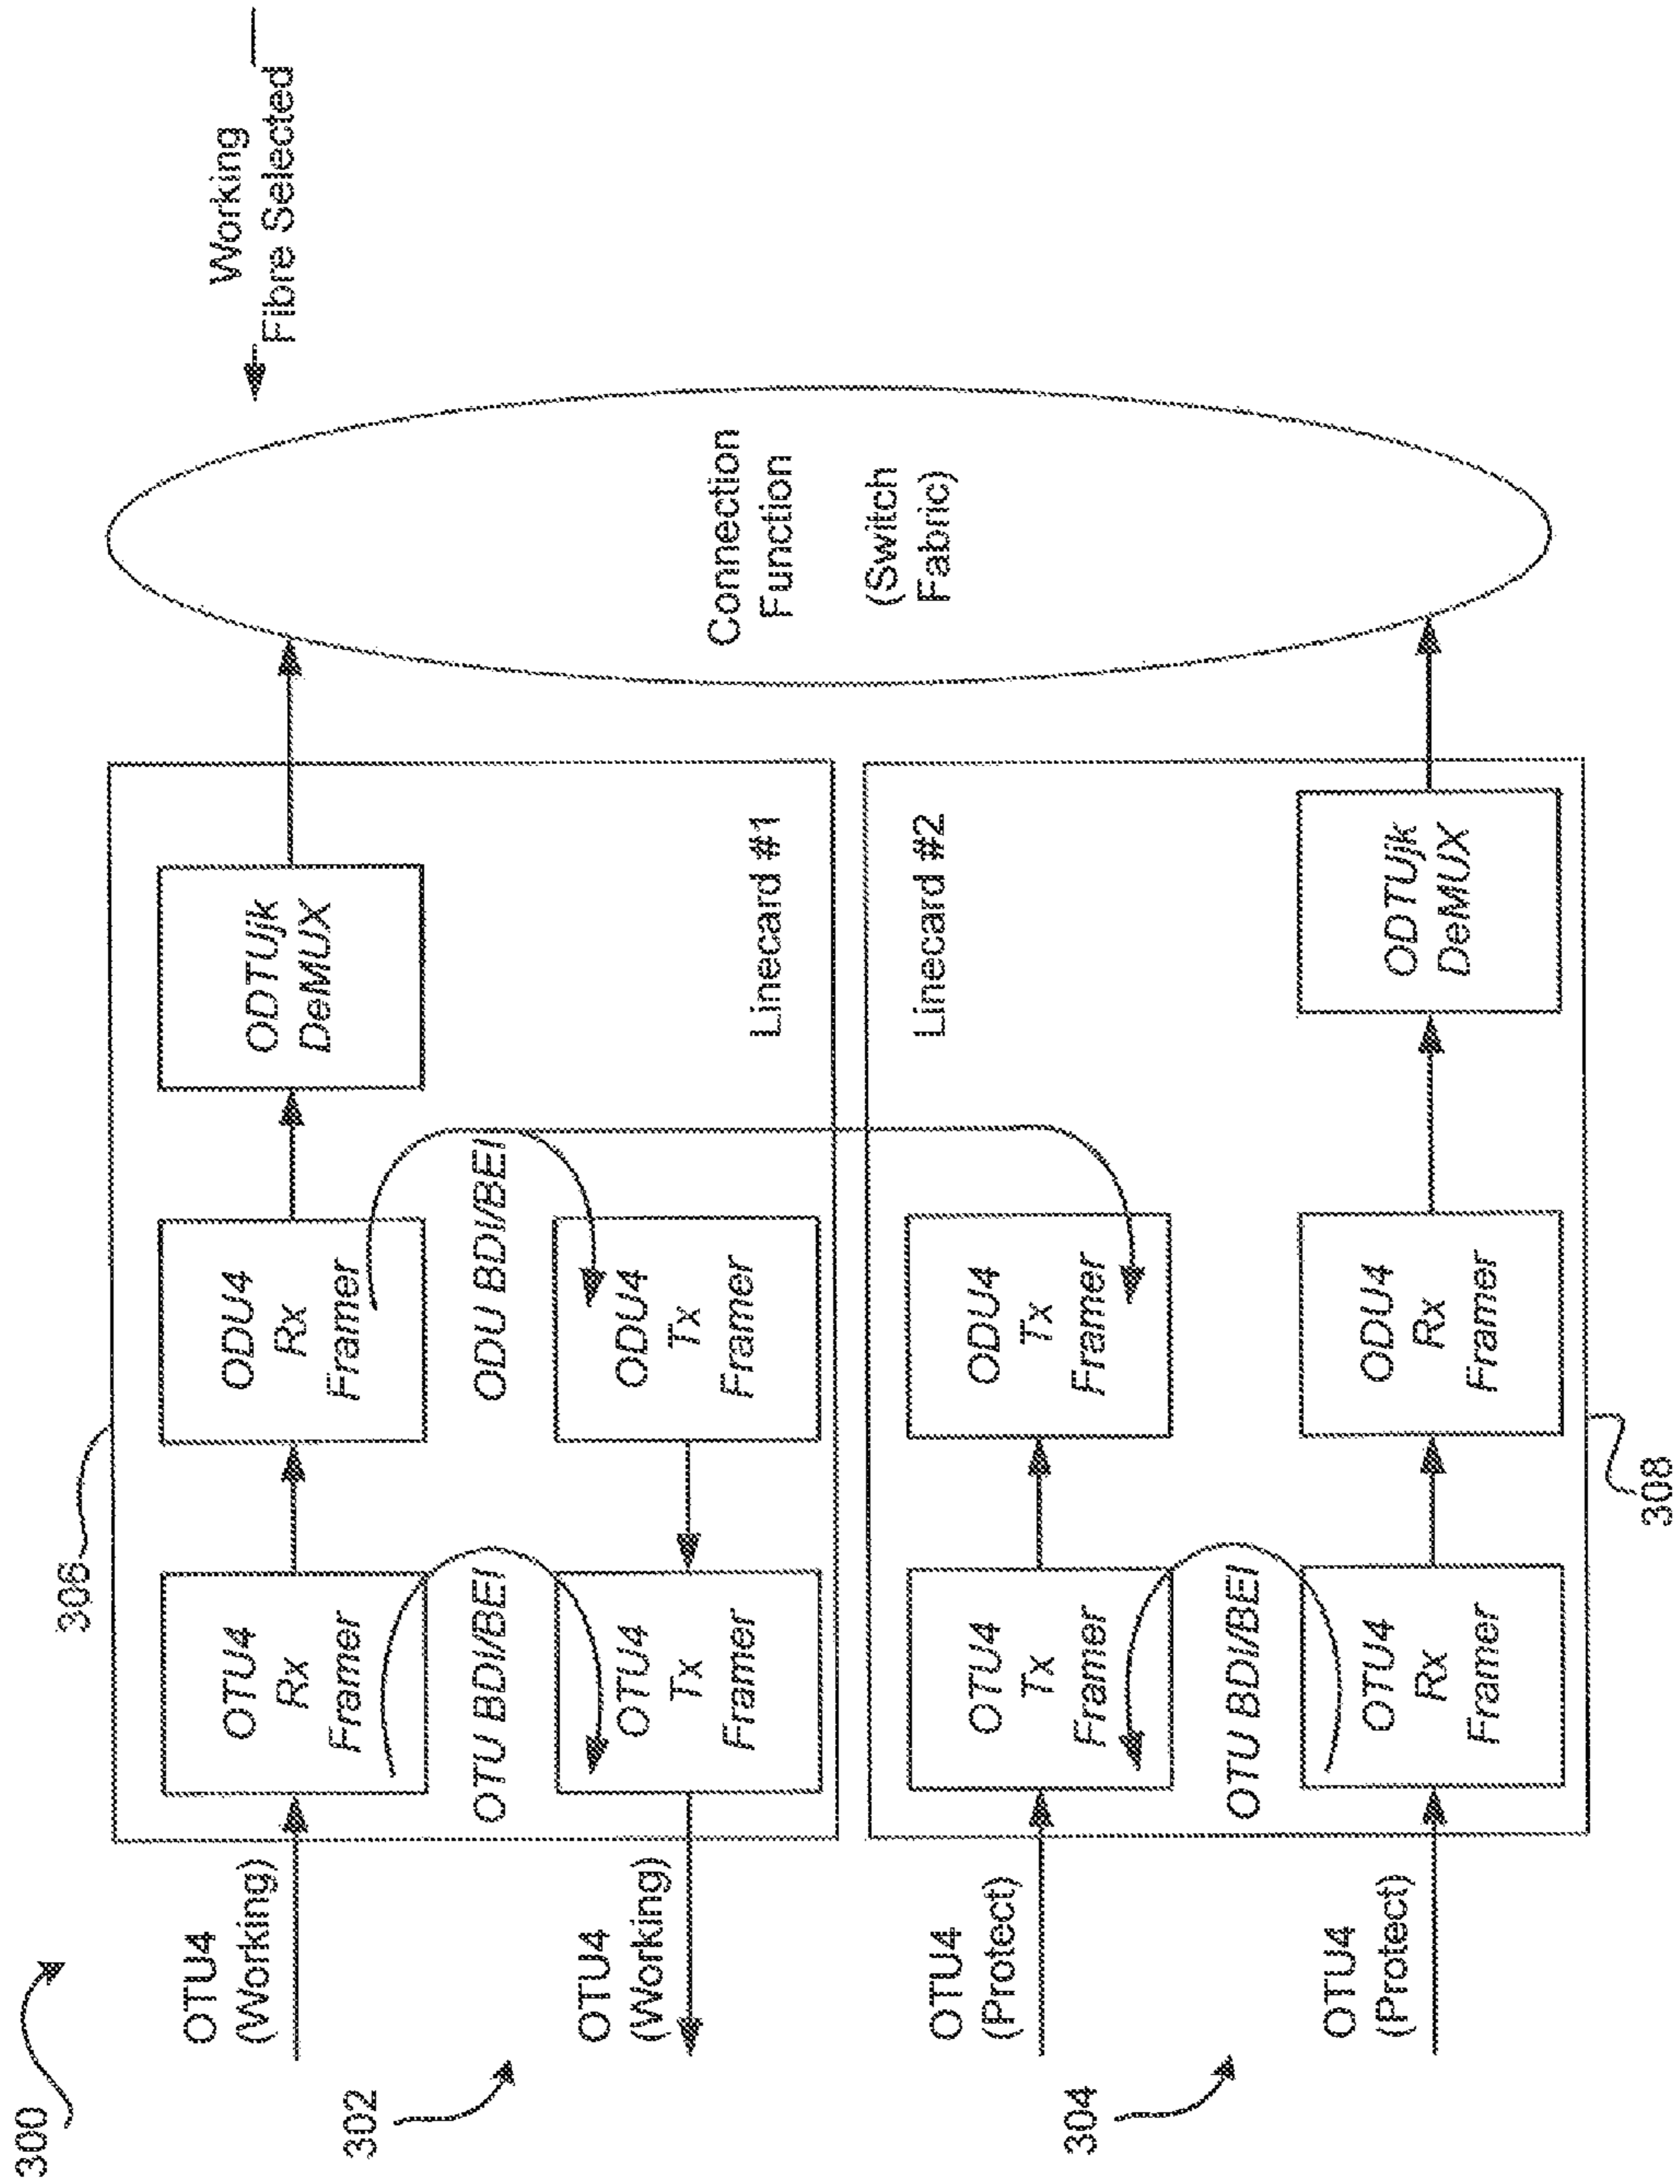 300
302
304
306
308
Working
Fibre Selected
OTU4
(Working)
OTU4
Rx
Framer
ODU4
Rx
Framer
ODTUjk
DeMUX
OTU BDI/BEI
ODU BDI/BEI
OTU4
(Working)
OTU4
Tx
Framer
ODU4
Tx
Framer
Linecard #1
Connection
Function
(Switch
Fabric)
Linecard #2
OTU4
(Protect)
OTU4
Tx
Framer
ODU4
Tx
Framer
OTU BDI/BEI
OTU4
(Protect)
OTU4
Rx
Framer
ODU4
Rx
Framer
ODTUjk
DeMUX